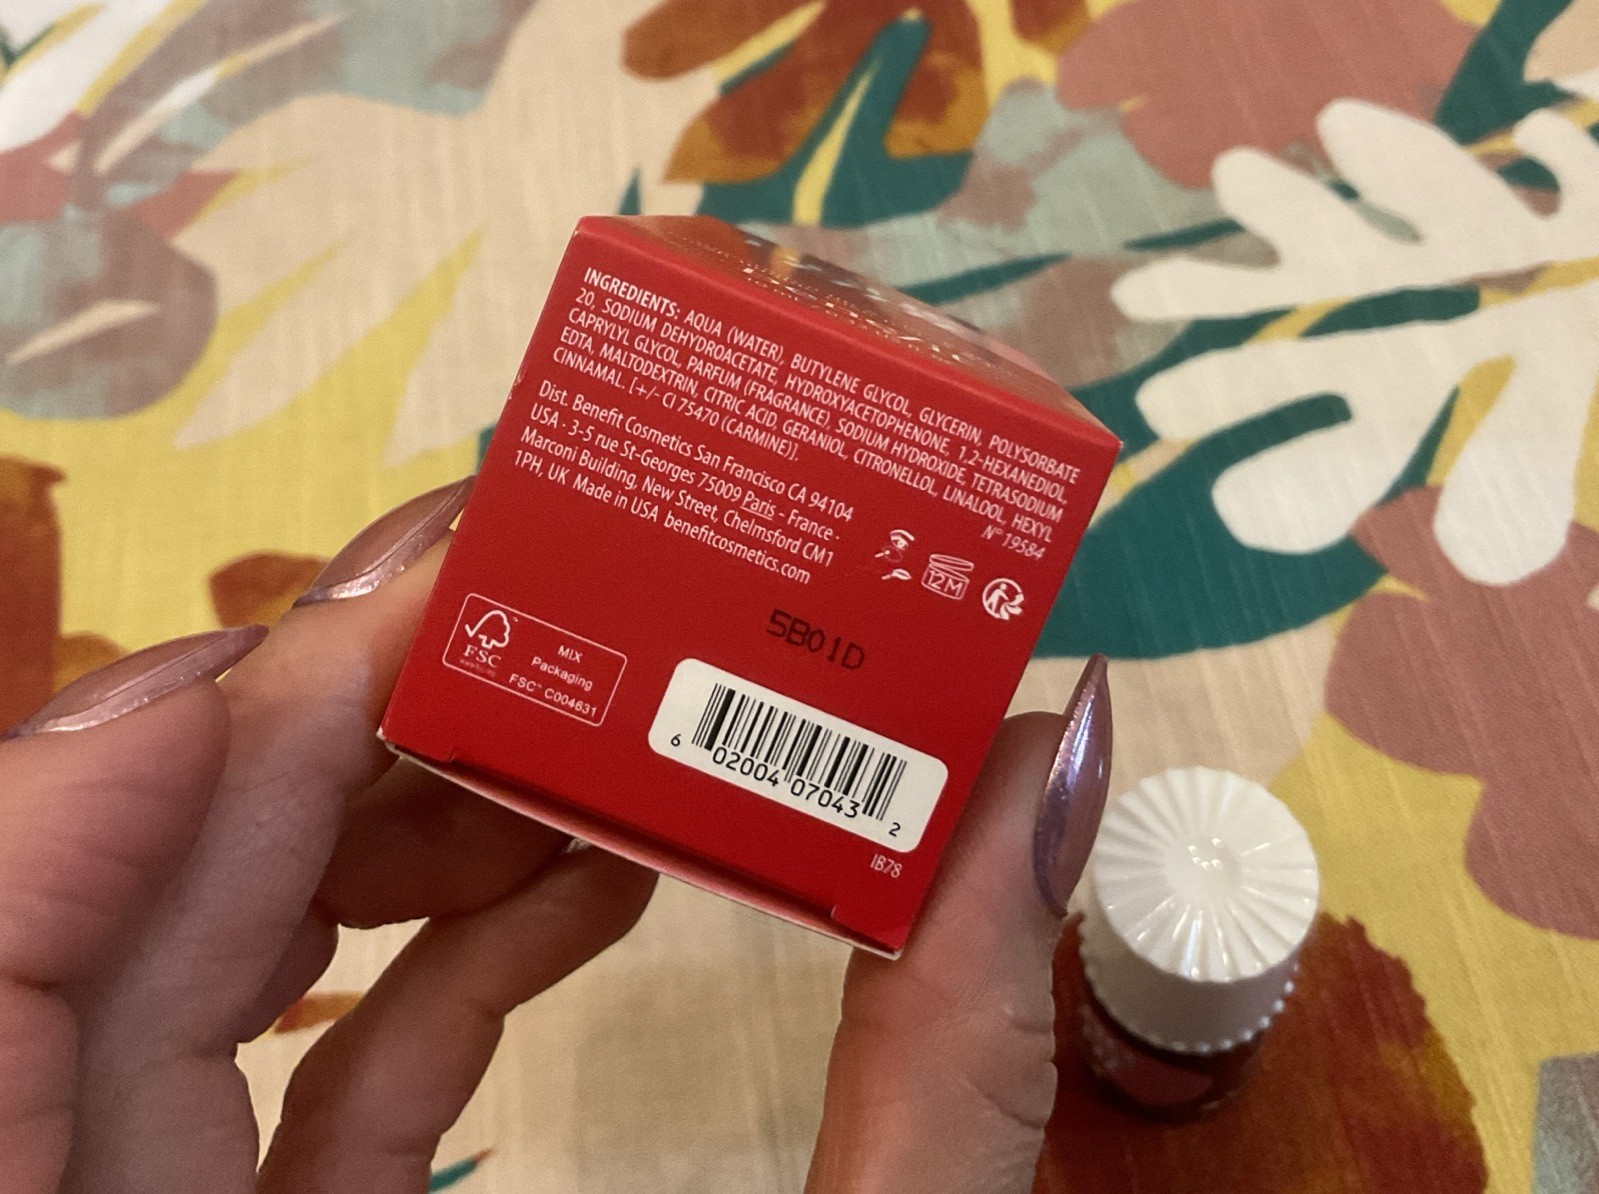 INGREDIENTS: AQUA (WATER), BUTYLENE GLYCOL, GLYCERIN, POLYSORBATE
20, SODIUM DEHYDROACETATE, HYDROXYACETOPHENONE, 1,2-HEXANEDIOL,
CAPRYLYL GLYCOL, PARFUM (FRAGRANCE), SODIUM HYDROXIDE, TETRASODIUM
EDTA, MALTODEXTRIN, CITRIC ACID, GERANIOL, CITRONELLOL, LINALOOL, HEXYL
CINNAMAL. [+/- CI 75470 (CARMINE)].
N° 19584
Dist. Benefit Cosmetics San Francisco CA 94104
USA · 3-5 rue St-Georges 75009 Paris - France ·
Marconi Building, New Street, Chelmsford CM1
1PH, UK Made in USA benefitcosmetics.com
12M
5B01D
FSC
MIX
Packaging
FSC™ C004631
6 02004 07043 2
IB78